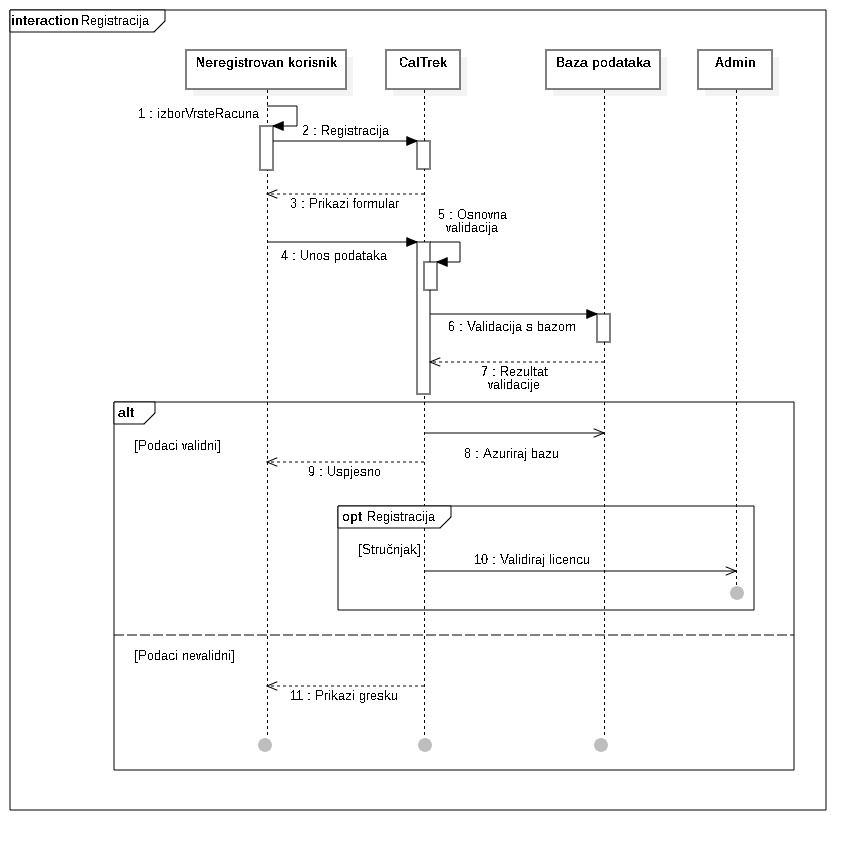 interaction Registracija
Neregistrovan korisnik
CalTrek
Baza podataka
Admin
1 : izborVrsteRacuna
2 : Registracija
3 : Prikazi formular
5 : Osnovna
validacija
4 : Unos podataka
6 : Validacija s bazom
7 : Rezultat
validacije
alt
[Podaci validni]
8 : Azuriraj bazu
9 : Uspjesno
opt Registracija
[Stručnjak]
10 : Validiraj licencu
[Podaci nevalidni]
11 : Prikazi gresku